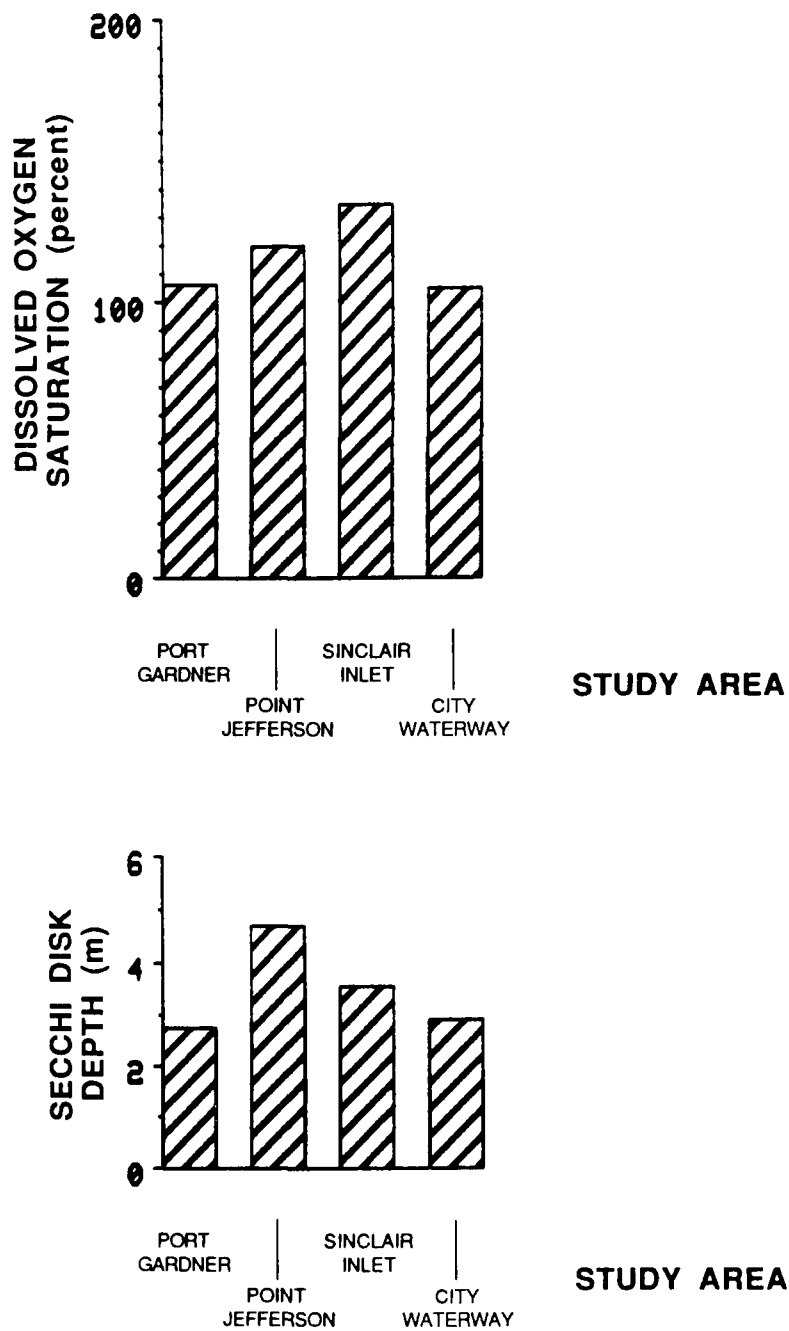 DISSOLVED OXYGEN
SATURATION (percent)
200
100
0
PORT
GARDNER
POINT
JEFFERSON
SINCLAIR
INLET
CITY
WATERWAY
STUDY AREA
SECCHI DISK
DEPTH (m)
6
4
2
0
PORT
GARDNER
POINT
JEFFERSON
SINCLAIR
INLET
CITY
WATERWAY
STUDY AREA